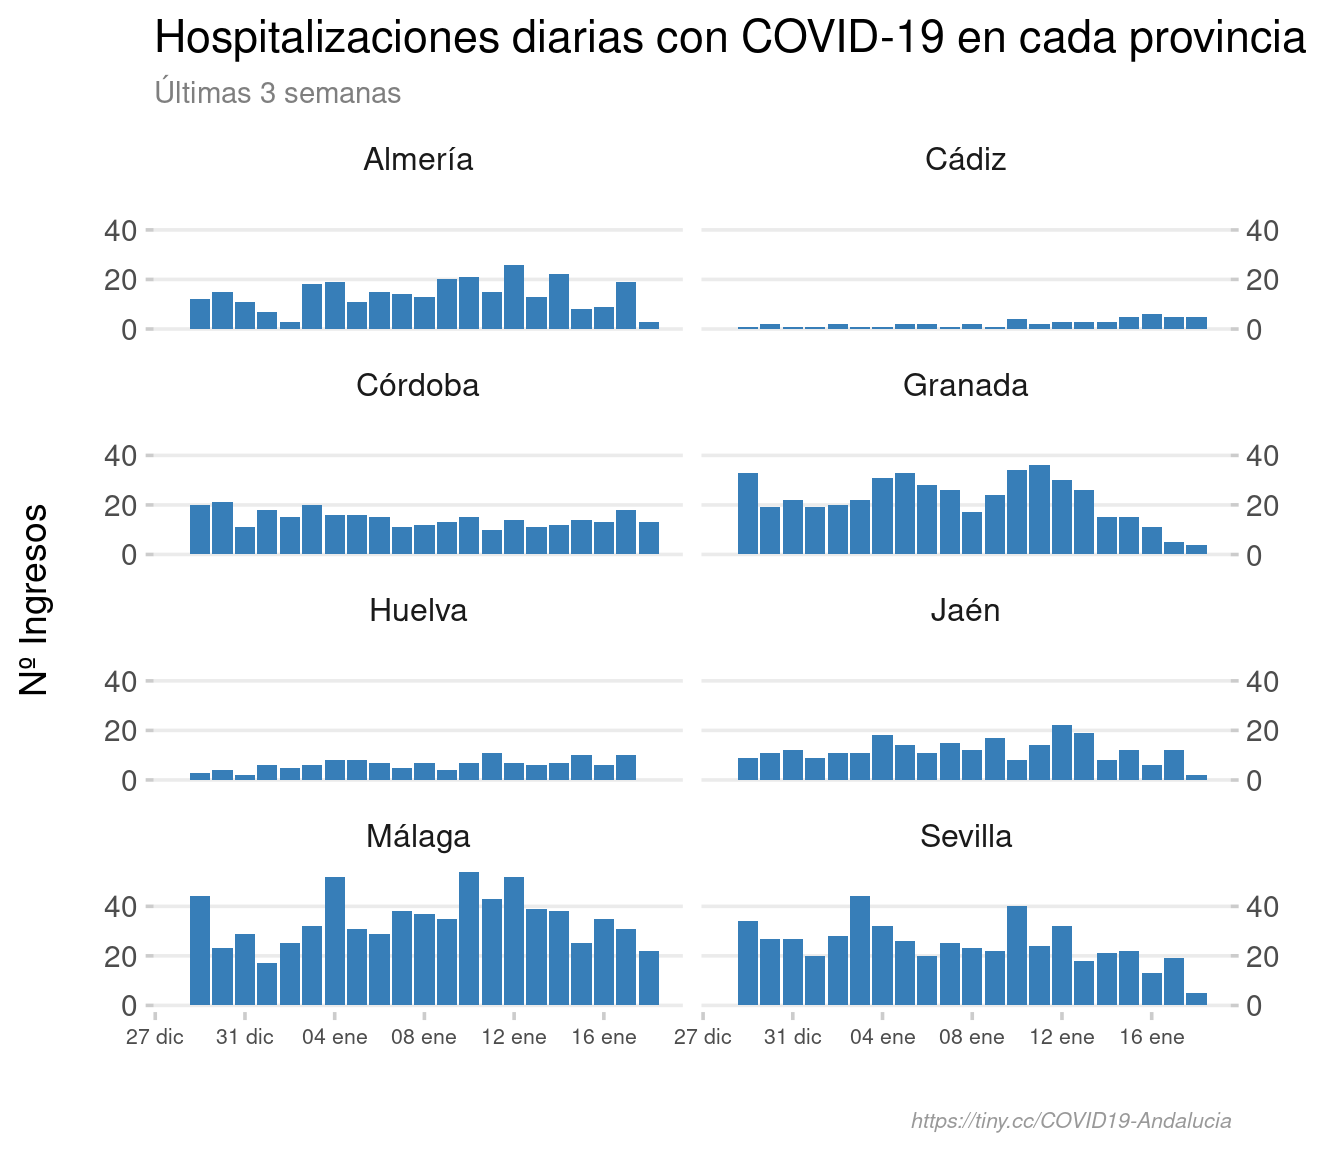 Hospitalizaciones diarias con COVID-19 en cada provincia
Últimas 3 semanas
Nº Ingresos
Almería Cádiz
40 40
20 20
0 0
Córdoba Granada
40 40
20 20
0 0
Huelva Jaén
40 40
20 20
0 0
Málaga Sevilla
40 40
20 20
0 0
27 dic 31 dic 04 ene 08 ene 12 ene 16 ene 27 dic 31 dic 04 ene 08 ene 12 ene 16 ene
https://tiny.cc/COVID19-Andalucia